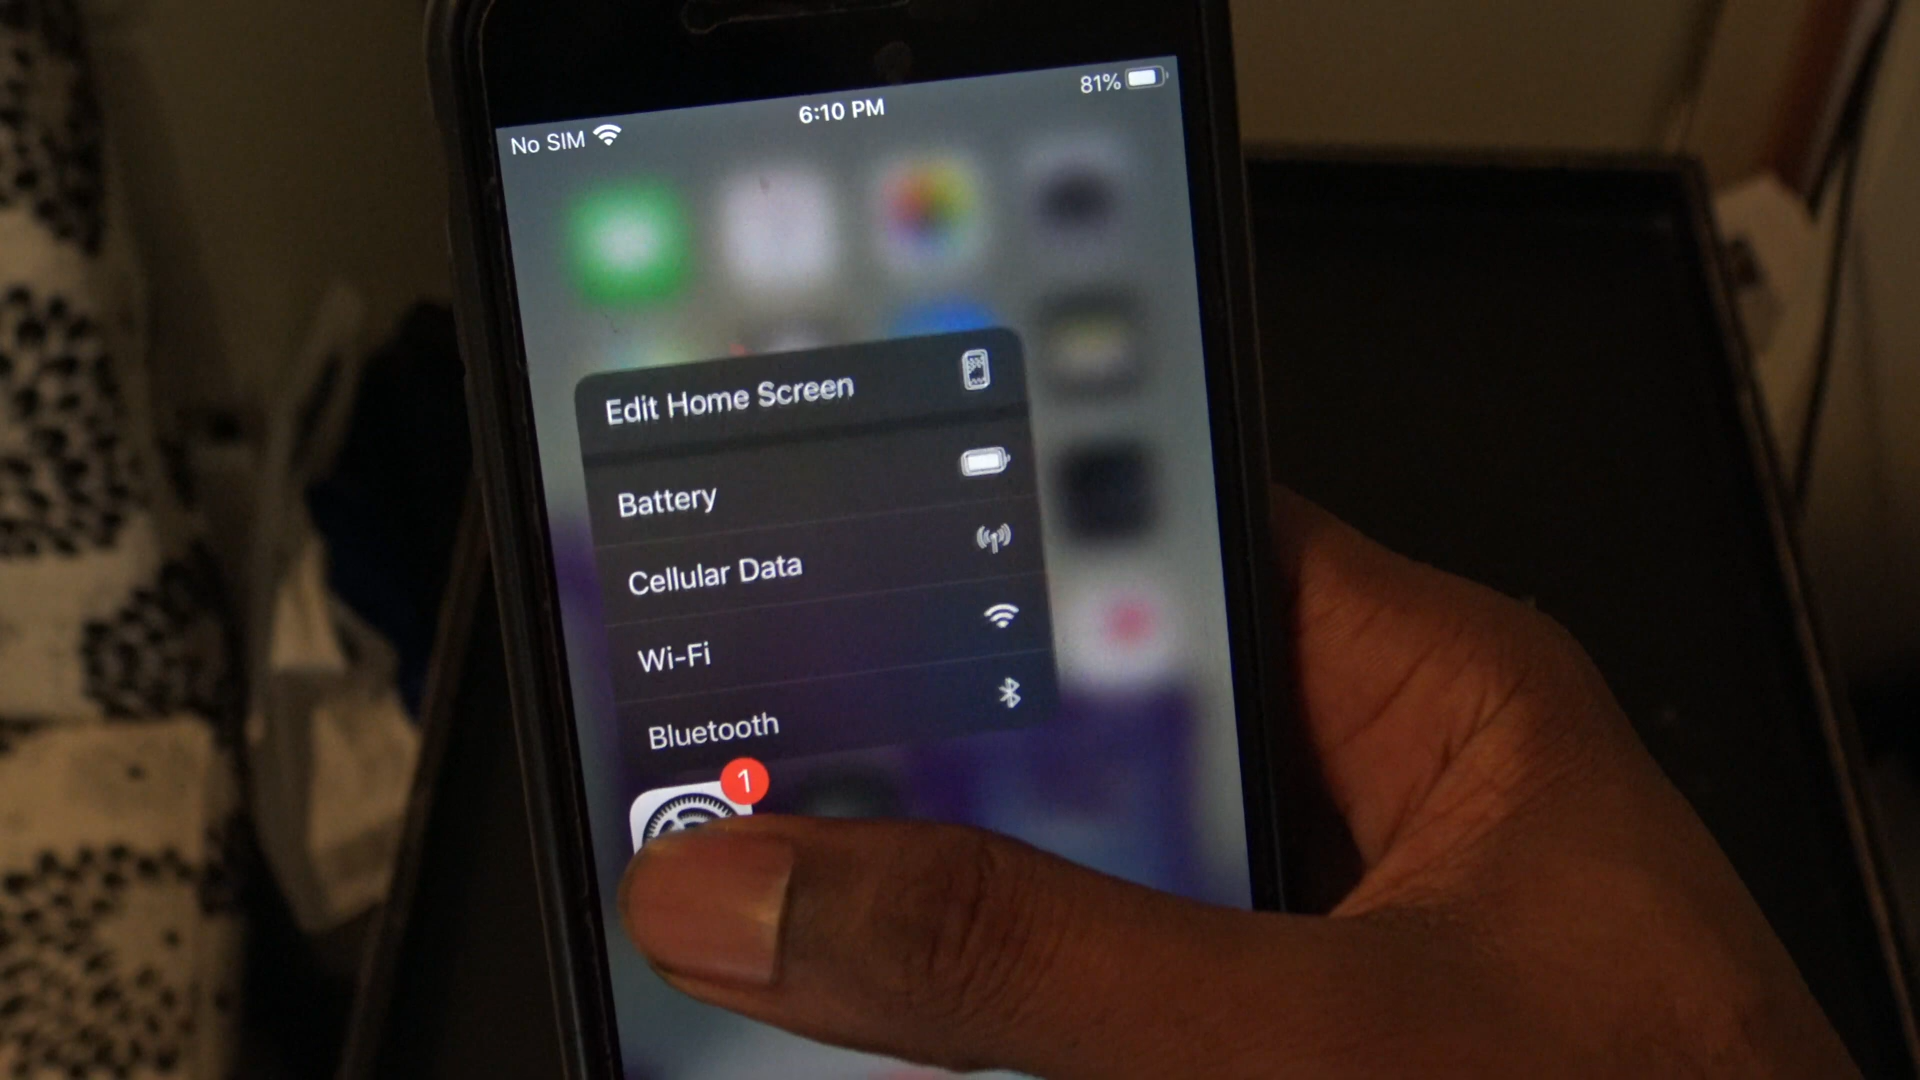 No SIM 6:10 PM 81%
Edit Home Screen
Battery
Cellular Data
Wi-Fi
Bluetooth
1